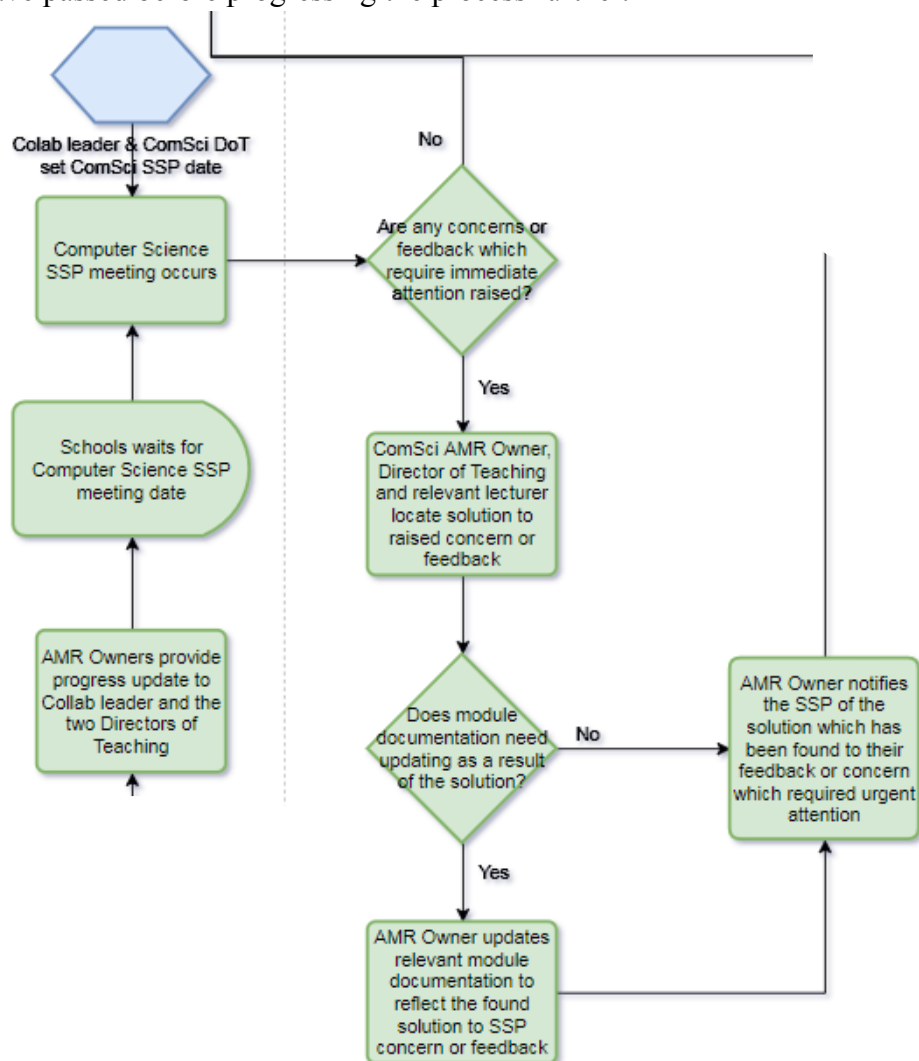 Colab leader & ComSci DoT
set ComSci SSP date
No
Computer Science
SSP meeting occurs
Are any concerns or
feedback which
require immediate
attention raised?
Yes
Schools waits for
Computer Science SSP
meeting date
ComSci AMR Owner,
Director of Teaching
and relevant lecturer
locate solution to
raised concern or
feedback
AMR Owners provide
progress update to
Collab leader and the
two Directors of
Teaching
Does module
documentation need
updating as a result
of the solution?
No
AMR Owner notifies
the SSP of the
solution which has
been found to their
feedback or concern
which required urgent
attention
Yes
AMR Owner updates
relevant module
documentation to
reflect the found
solution to SSP
concern or feedback